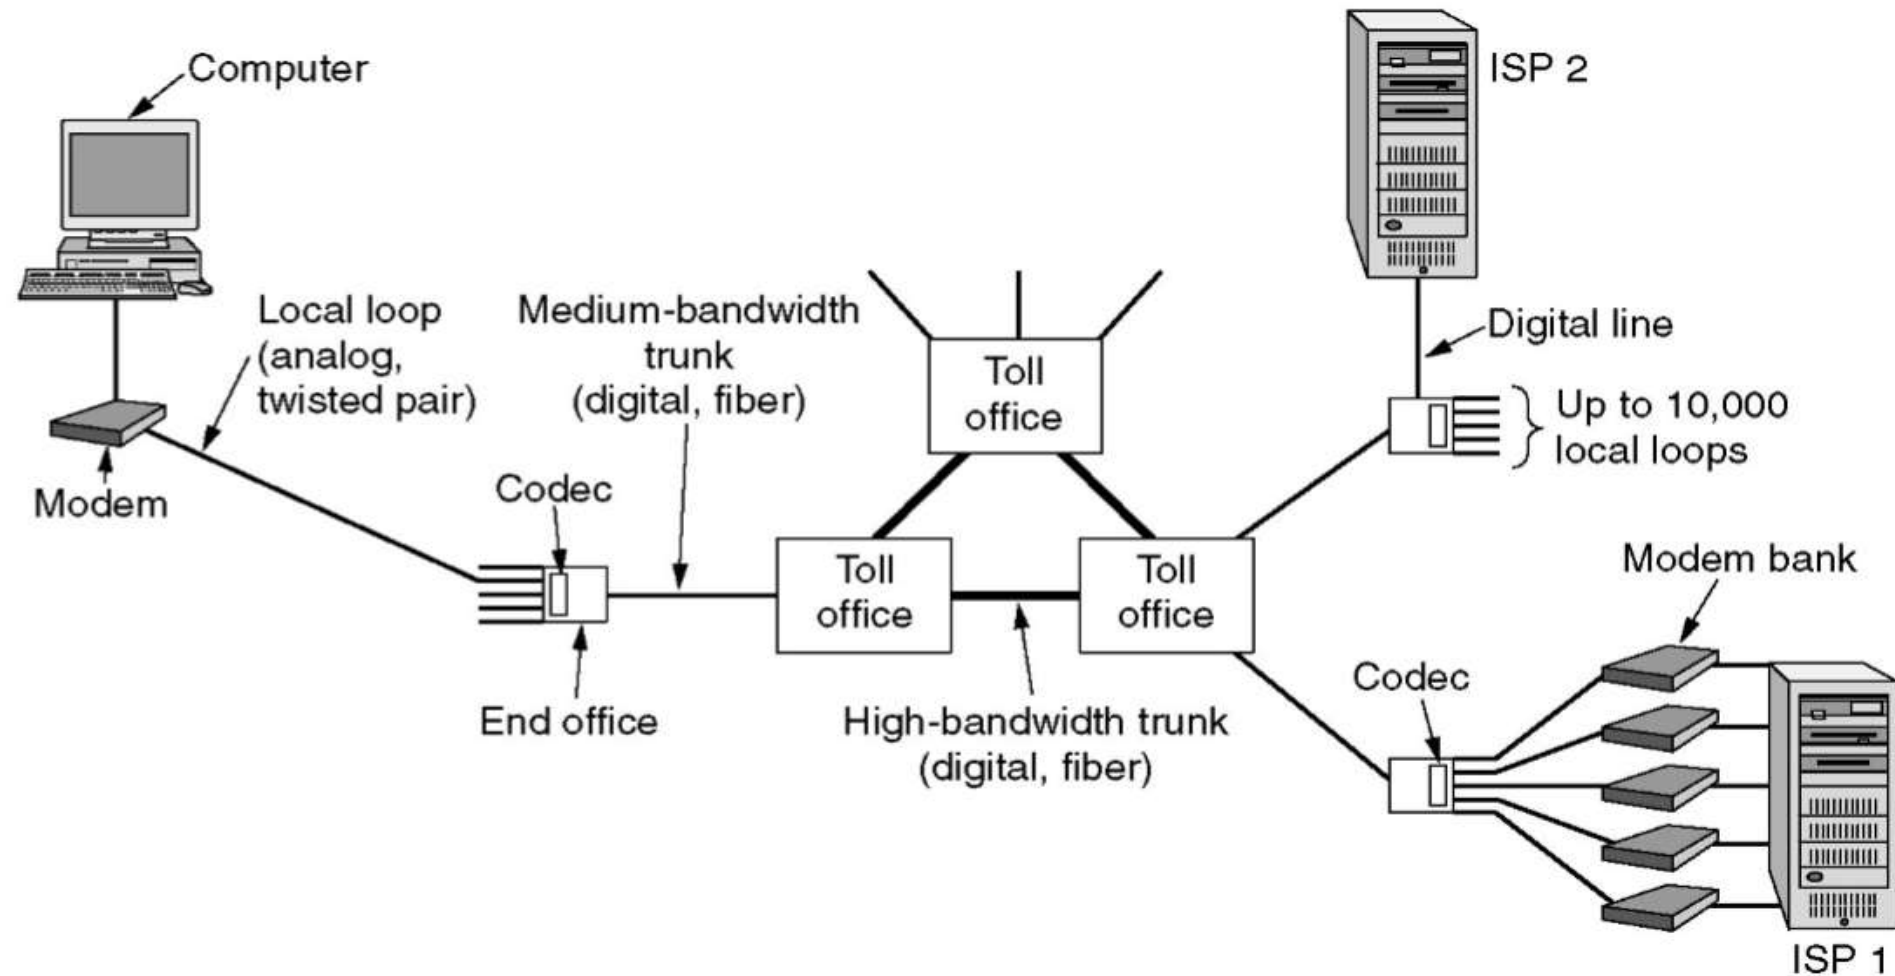 Computer
ISP 2
Local loop
(analog,
twisted pair)
Medium-bandwidth
trunk
(digital, fiber)
Digital line
Toll
office
Up to 10,000
local loops
Modem
Codec
Toll
office
Toll
office
Modem bank
End office
High-bandwidth trunk
(digital, fiber)
Codec
ISP 1